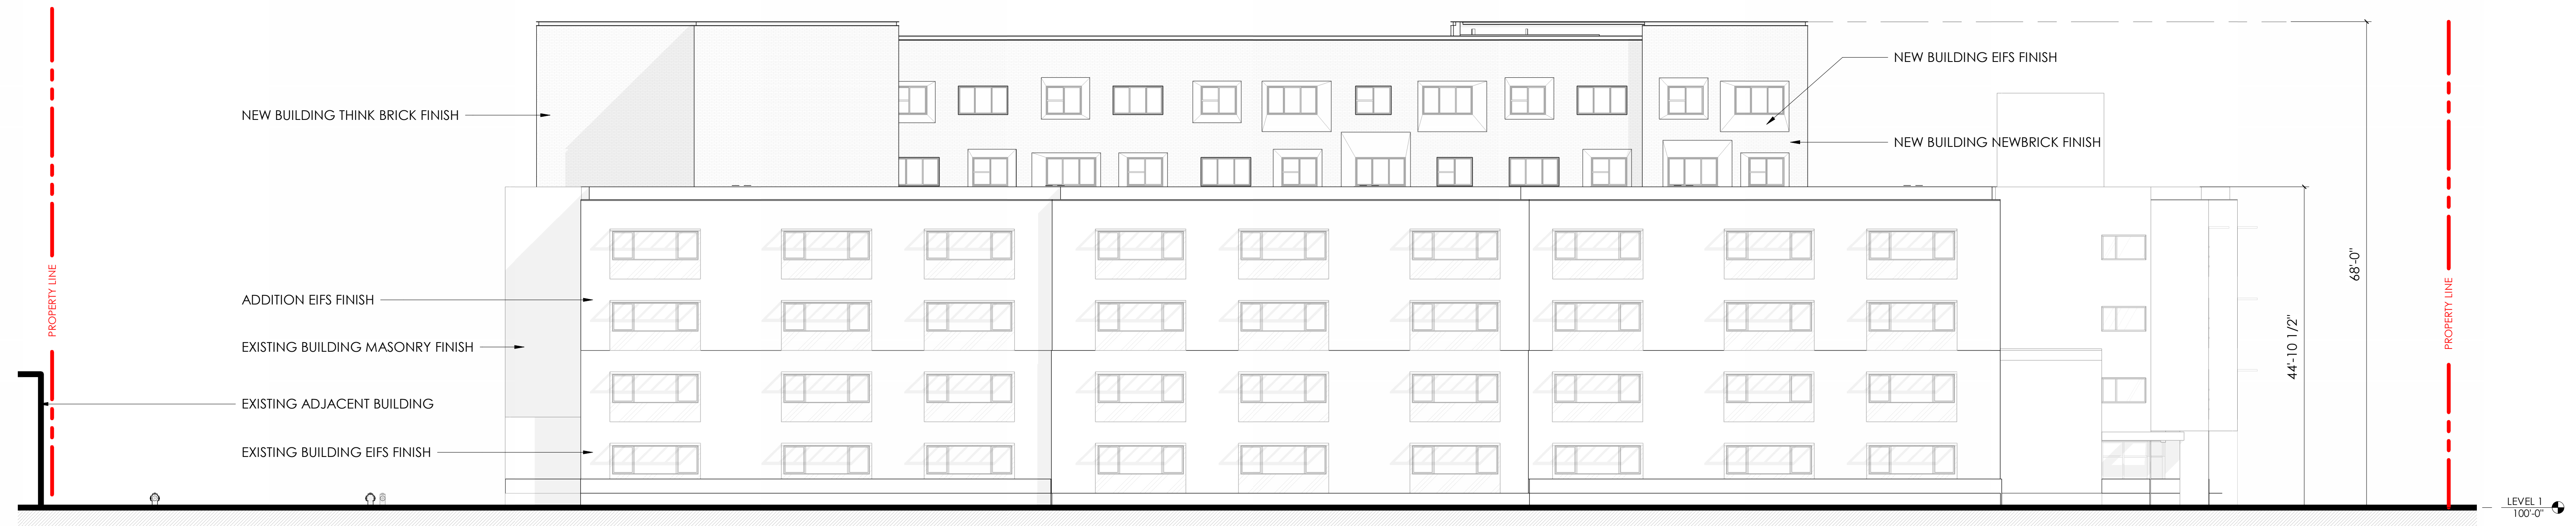 NEW BUILDING EIFS FINISH
NEW BUILDING THINK BRICK FINISH
NEW BUILDING NEWBRICK FINISH
68'-0"
PROPERTY LINE
ADDITION EIFS FINISH
PROPERTY LINE
EXISTING BUILDING MASONRY FINISH
44'-10 1/2"
EXISTING ADJACENT BUILDING
EXISTING BUILDING EIFS FINISH
LEVEL 1
100'-0"